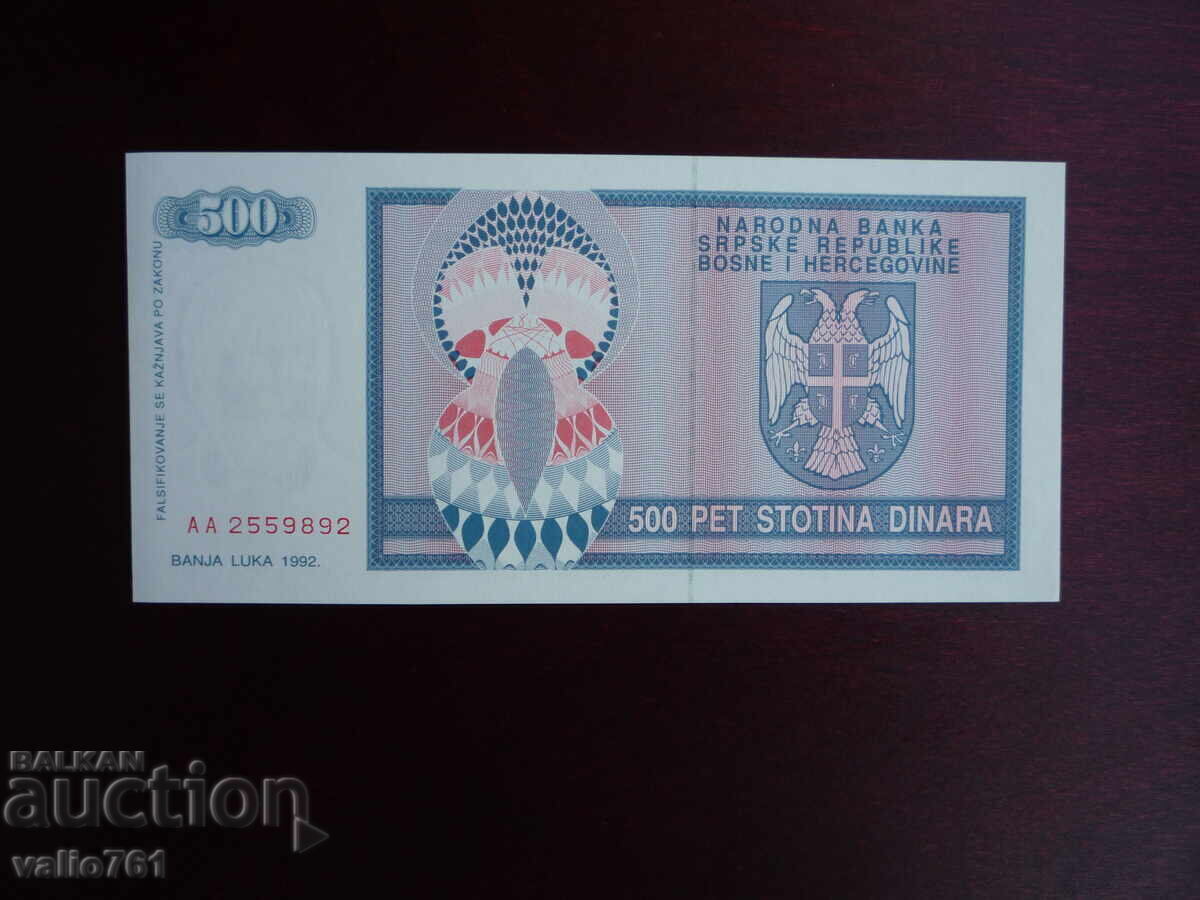 500
FALSIFIKOVANJE SE KAŽNJAVA PO ZAKONU
AA 2559892
BANJA LUKA 1992.
NARODNA BANKA
SRPSKE REPUBLIKE
BOSNE I HERCEGOVINE
500 PET STOTINA DINARA
BALKAN
auction
valio761